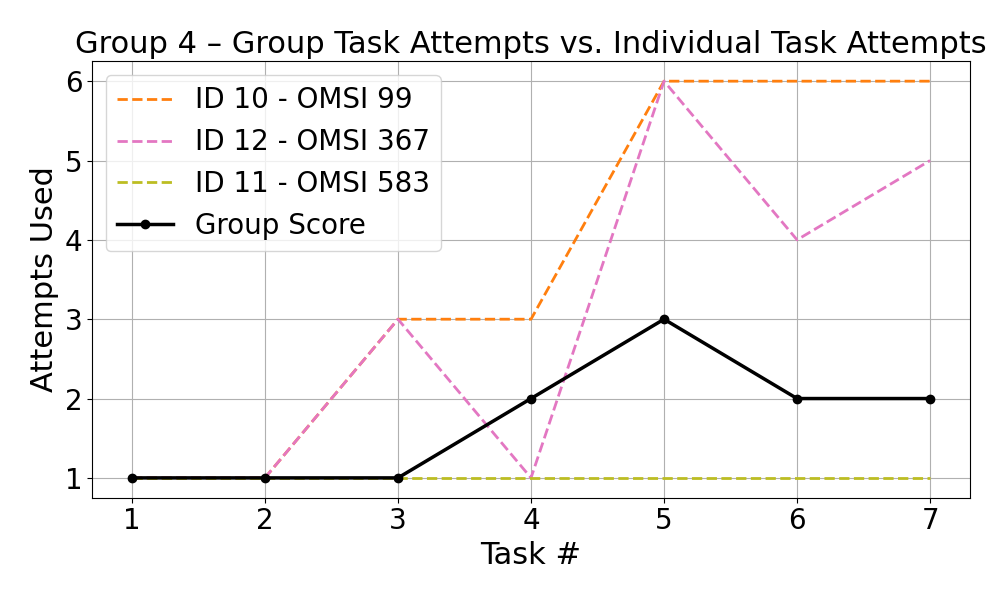 Group 4 – Group Task Attempts vs. Individual Task Attempts
ID 10 - OMSI 99
ID 12 - OMSI 367
ID 11 - OMSI 583
Group Score
Attempts Used
6
5
4
3
2
1
1 2 3 4 5 6 7
Task #